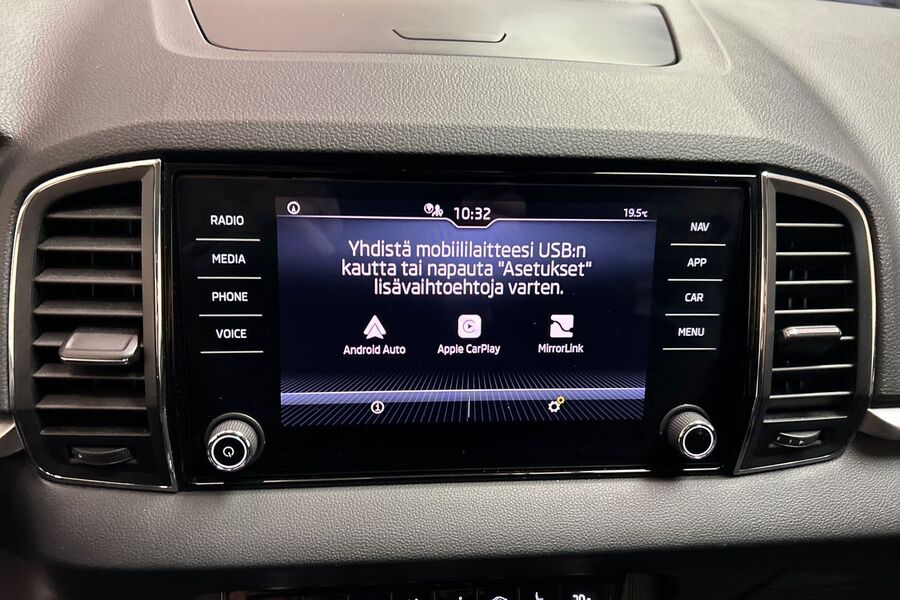 10:32
19.5°C
RADIO
MEDIA
PHONE
VOICE
Yhdistä mobiililaitteesi USB:n
kautta tai napauta "Asetukset"
lisävaihtoehtoja varten.
Android Auto
Apple CarPlay
MirrorLink
NAV
APP
CAR
MENU